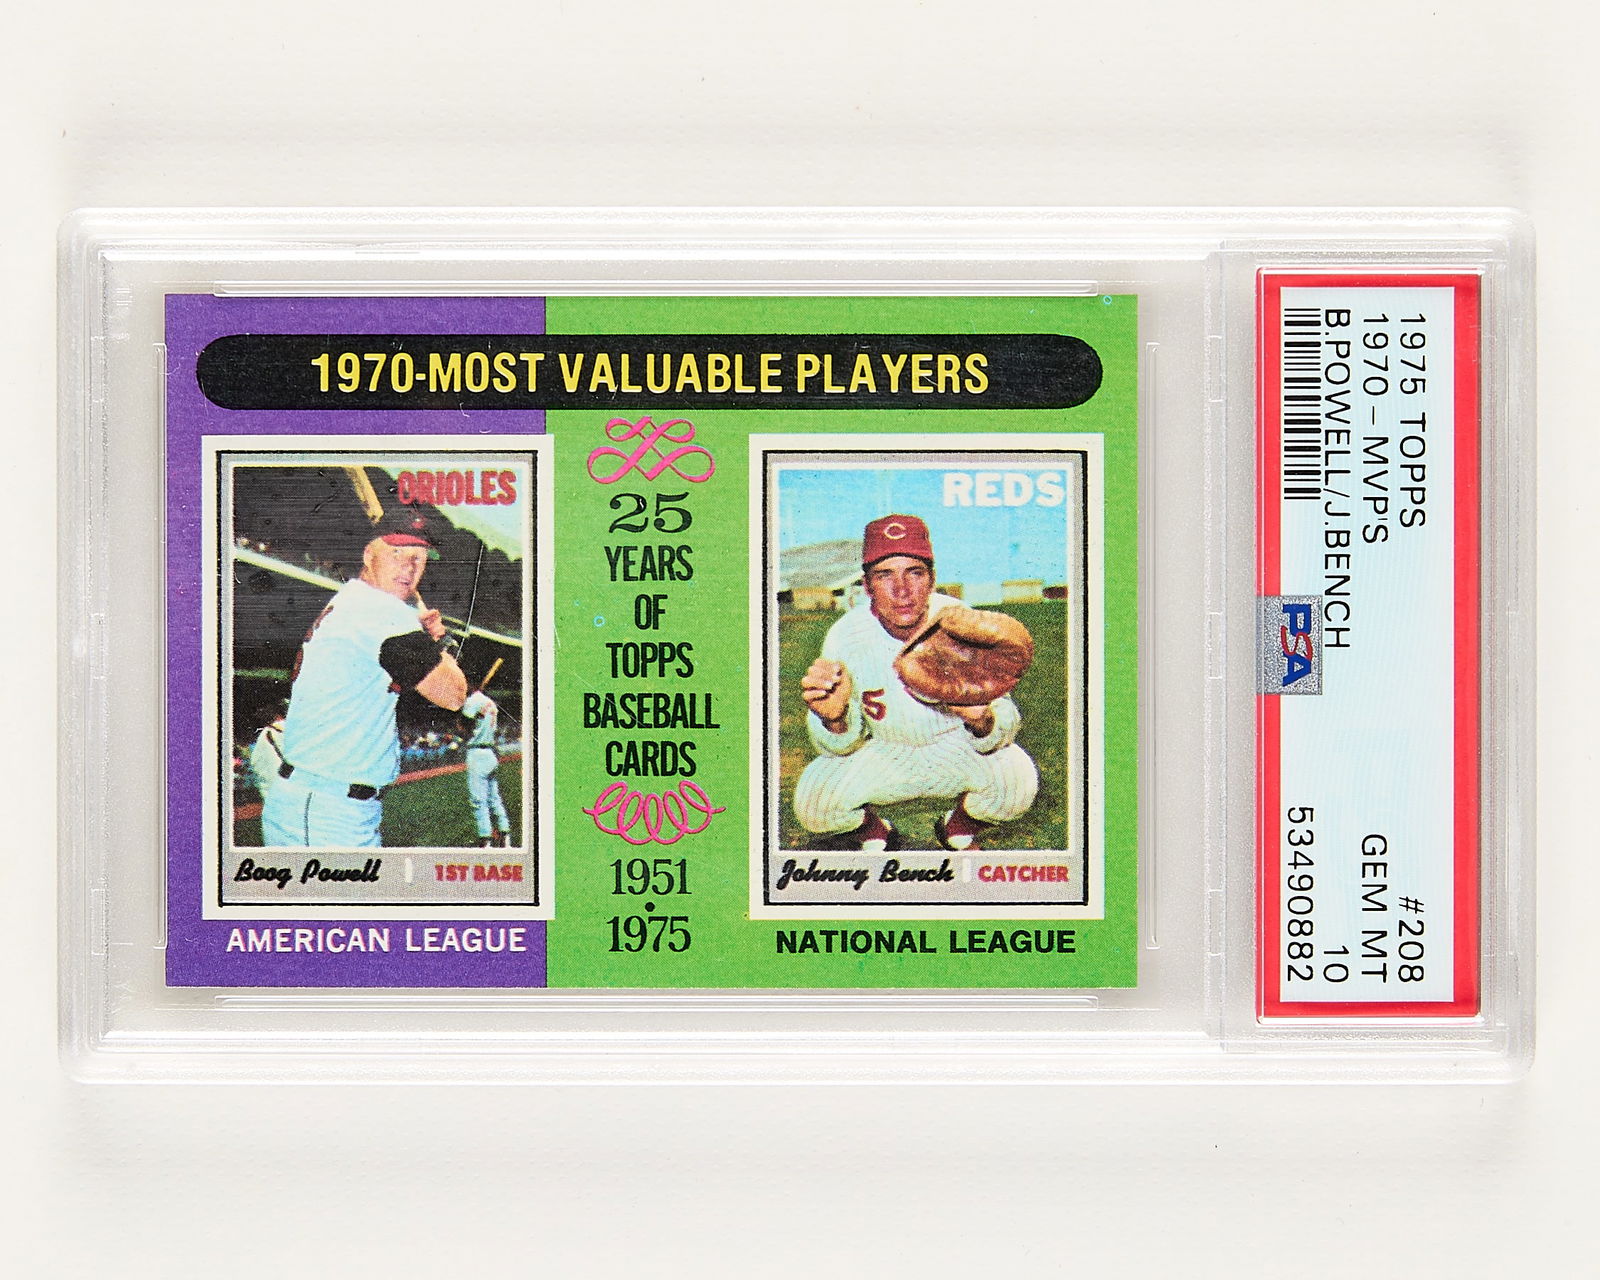 1970-MOST VALUABLE PLAYERS
ORIOLES
Boog Powell 1ST BASE
AMERICAN LEAGUE
25
YEARS
OF
TOPPS
BASEBALL
CARDS
1951
•
1975
REDS
C
5
Johnny Bench CATCHER
NATIONAL LEAGUE
1975 TOPPS #208
1970 - MVP'S GEM MT
B.POWELL/J.BENCH 10
53490882
PSA